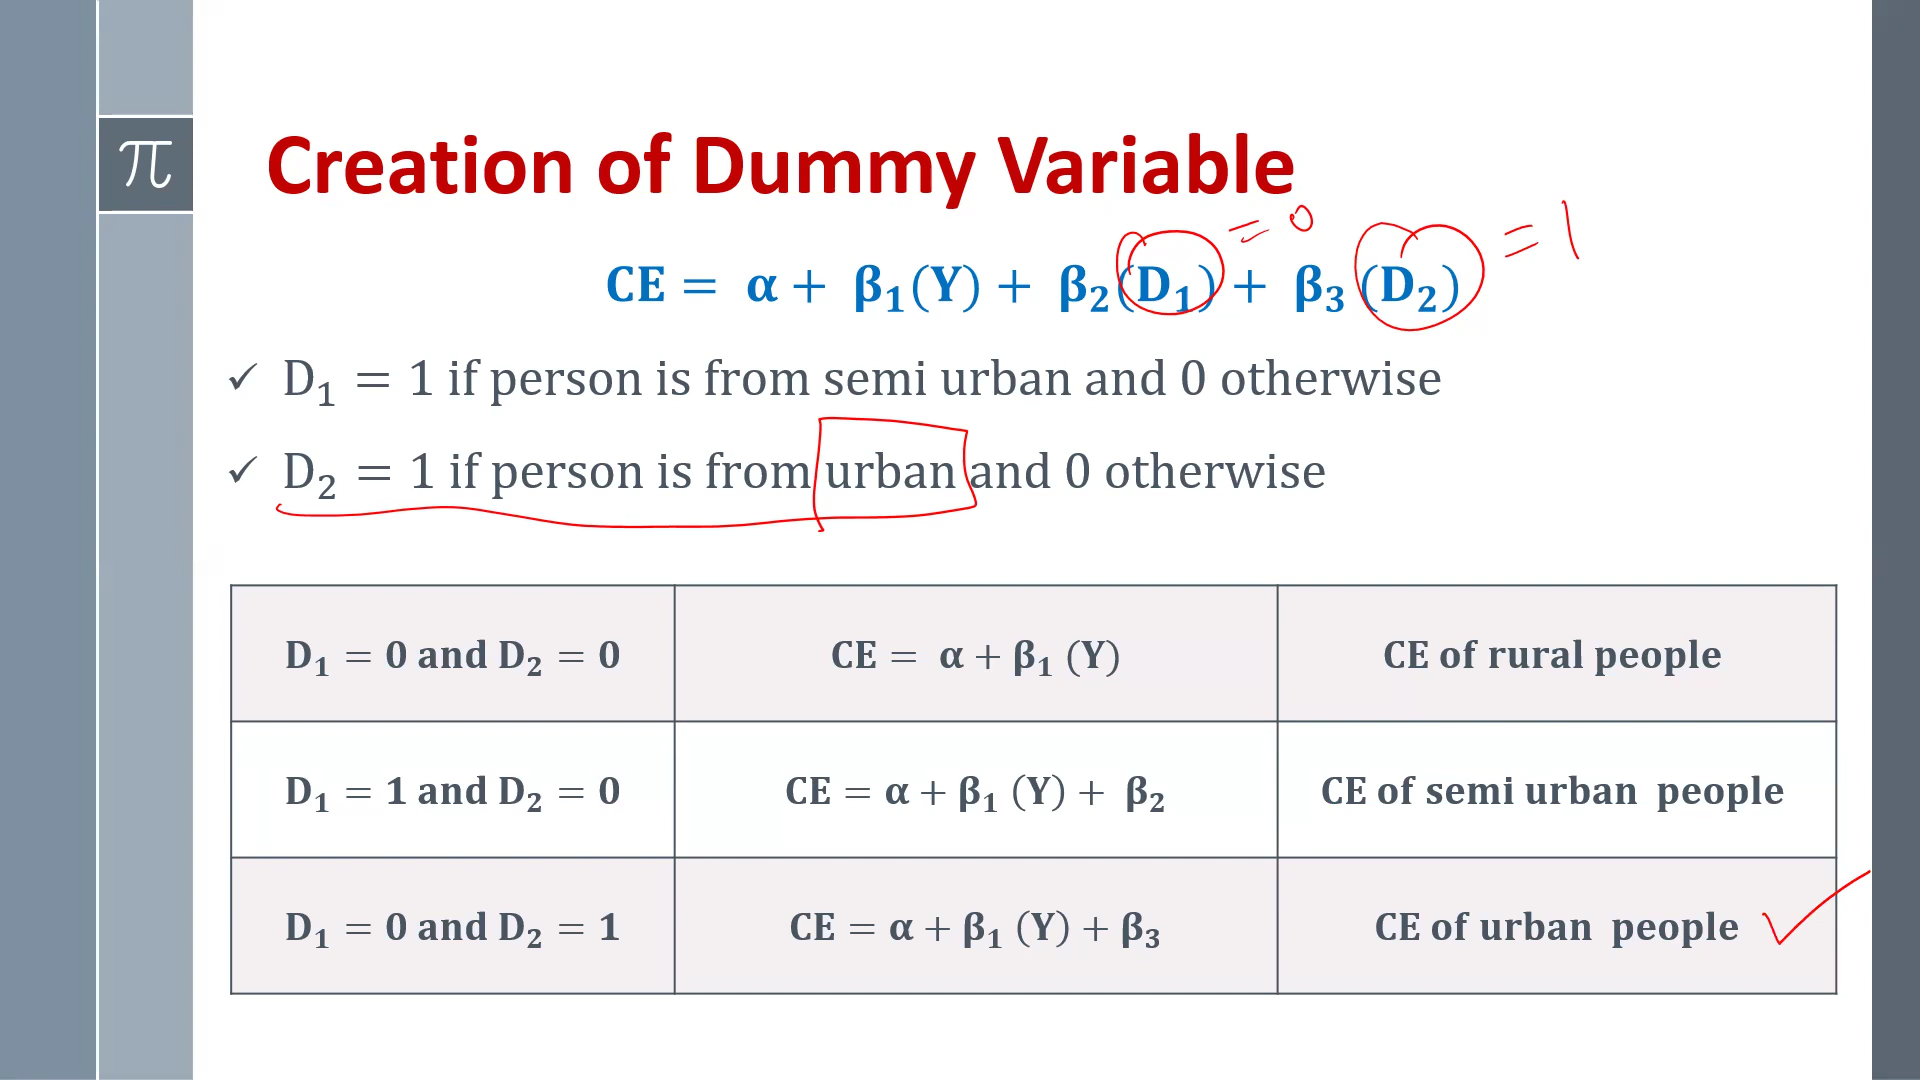 π
Creation of Dummy Variable
= 0 = 1
CE = α + β₁(Y) + β₂(D₁) + β₃ (D₂)
✓ D₁ = 1 if person is from semi urban and 0 otherwise
✓ D₂ = 1 if person is from urban and 0 otherwise
D₁ = 0 and D₂ = 0 CE = α + β₁ (Y) CE of rural people
D₁ = 1 and D₂ = 0 CE = α + β₁ (Y) + β₂ CE of semi urban people
D₁ = 0 and D₂ = 1 CE = α + β₁ (Y) + β₃ CE of urban people